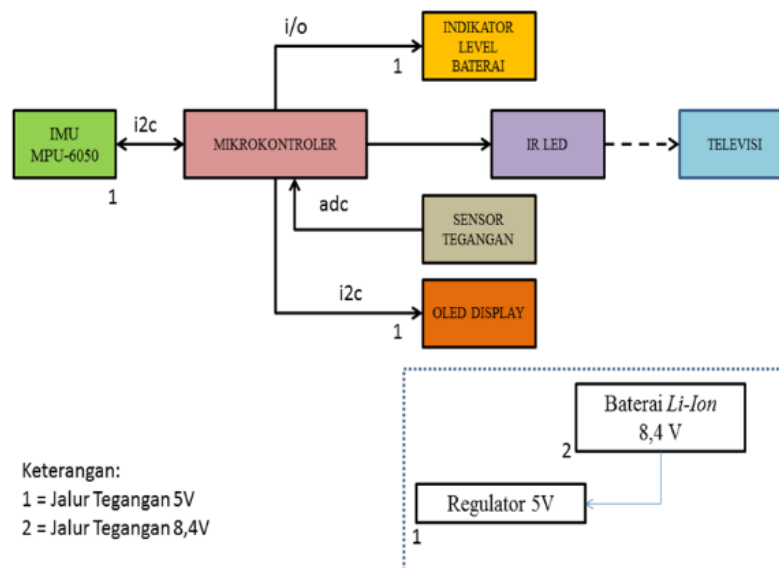 i/o
1
INDIKATOR
LEVEL
BATERAI
IMU
MPU-6050
1
i2c
MIKROKONTROLER
IR LED
TELEVISI
adc
SENSOR
TEGANGAN
i2c
1
OLED DISPLAY
Baterai Li-Ion
8,4 V
2
Regulator 5V
1
Keterangan:
1 = Jalur Tegangan 5V
2 = Jalur Tegangan 8,4V